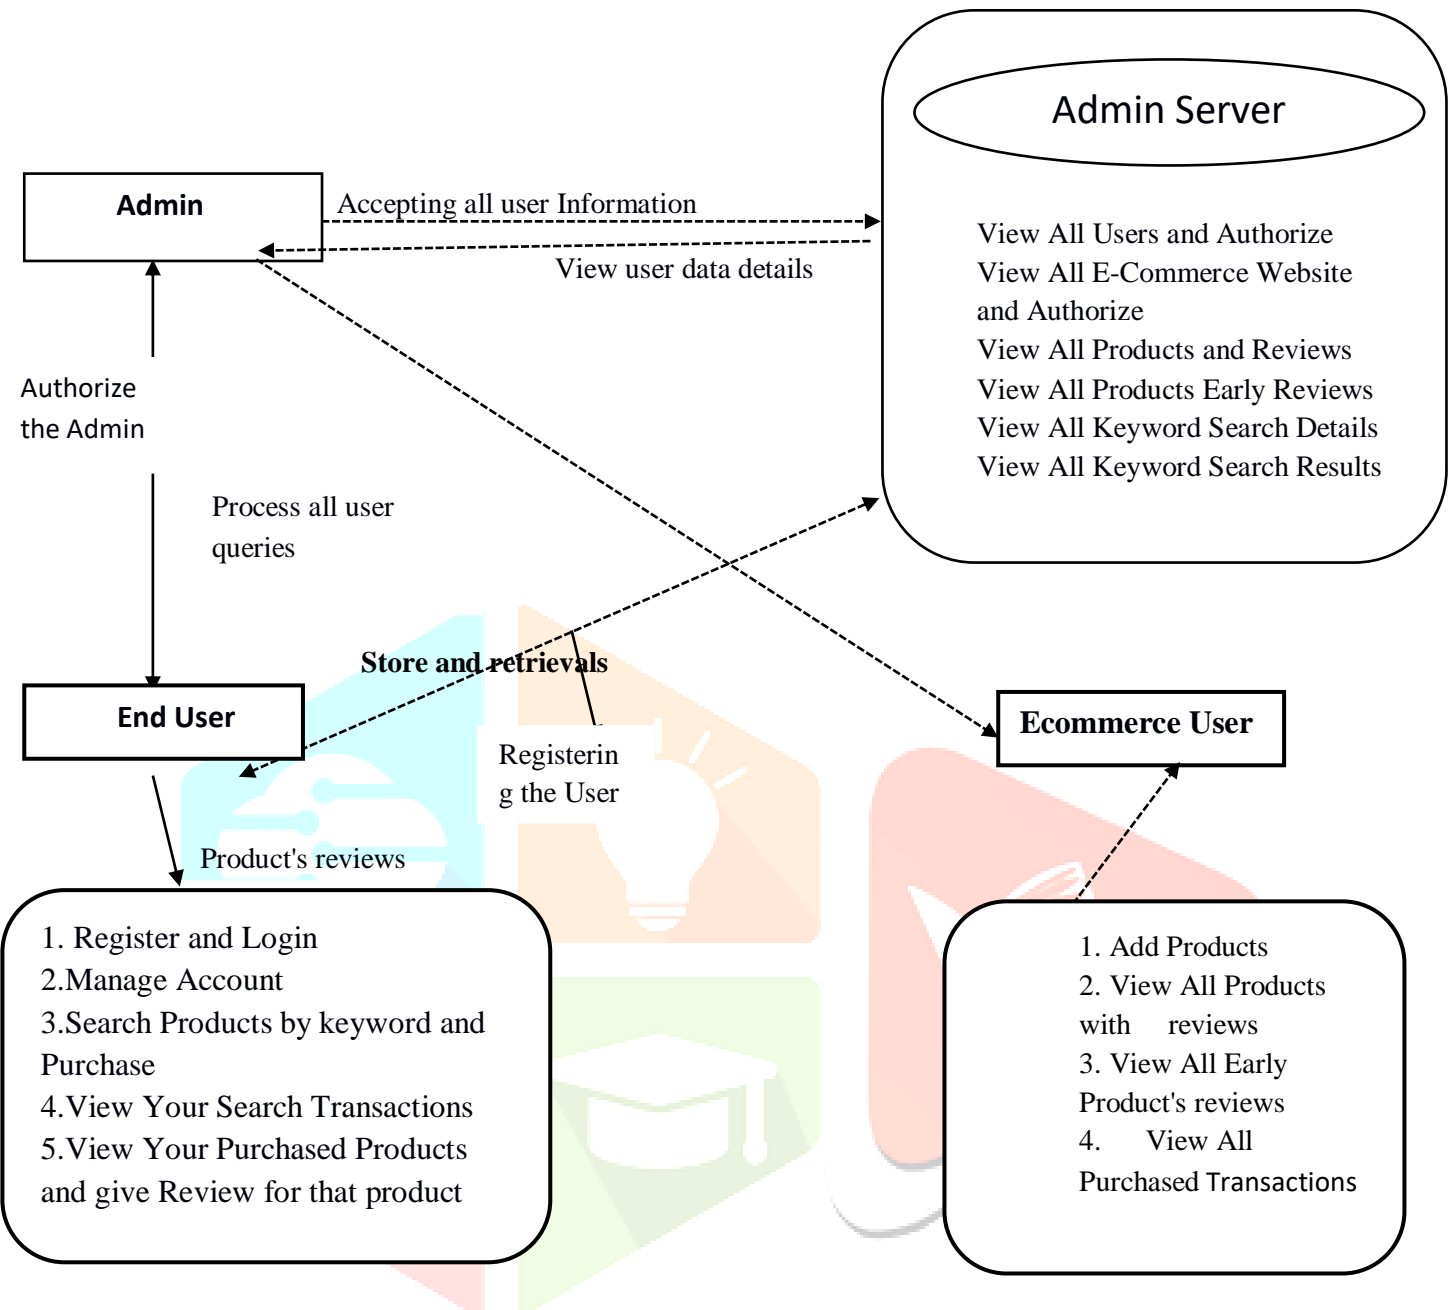 Admin Server
Admin
Accepting all user Information
View user data details
View All Users and Authorize
View All E-Commerce Website
and Authorize
View All Products and Reviews
View All Products Early Reviews
View All Keyword Search Details
View All Keyword Search Results
Authorize
the Admin
Process all user
queries
Store and retrievals
End User
Registerin
g the User
Ecommerce User
Product's reviews
1. Register and Login
2.Manage Account
3.Search Products by keyword and
Purchase
4.View Your Search Transactions
5.View Your Purchased Products
and give Review for that product
1. Add Products
2. View All Products
with reviews
3. View All Early
Product's reviews
4. View All
Purchased Transactions